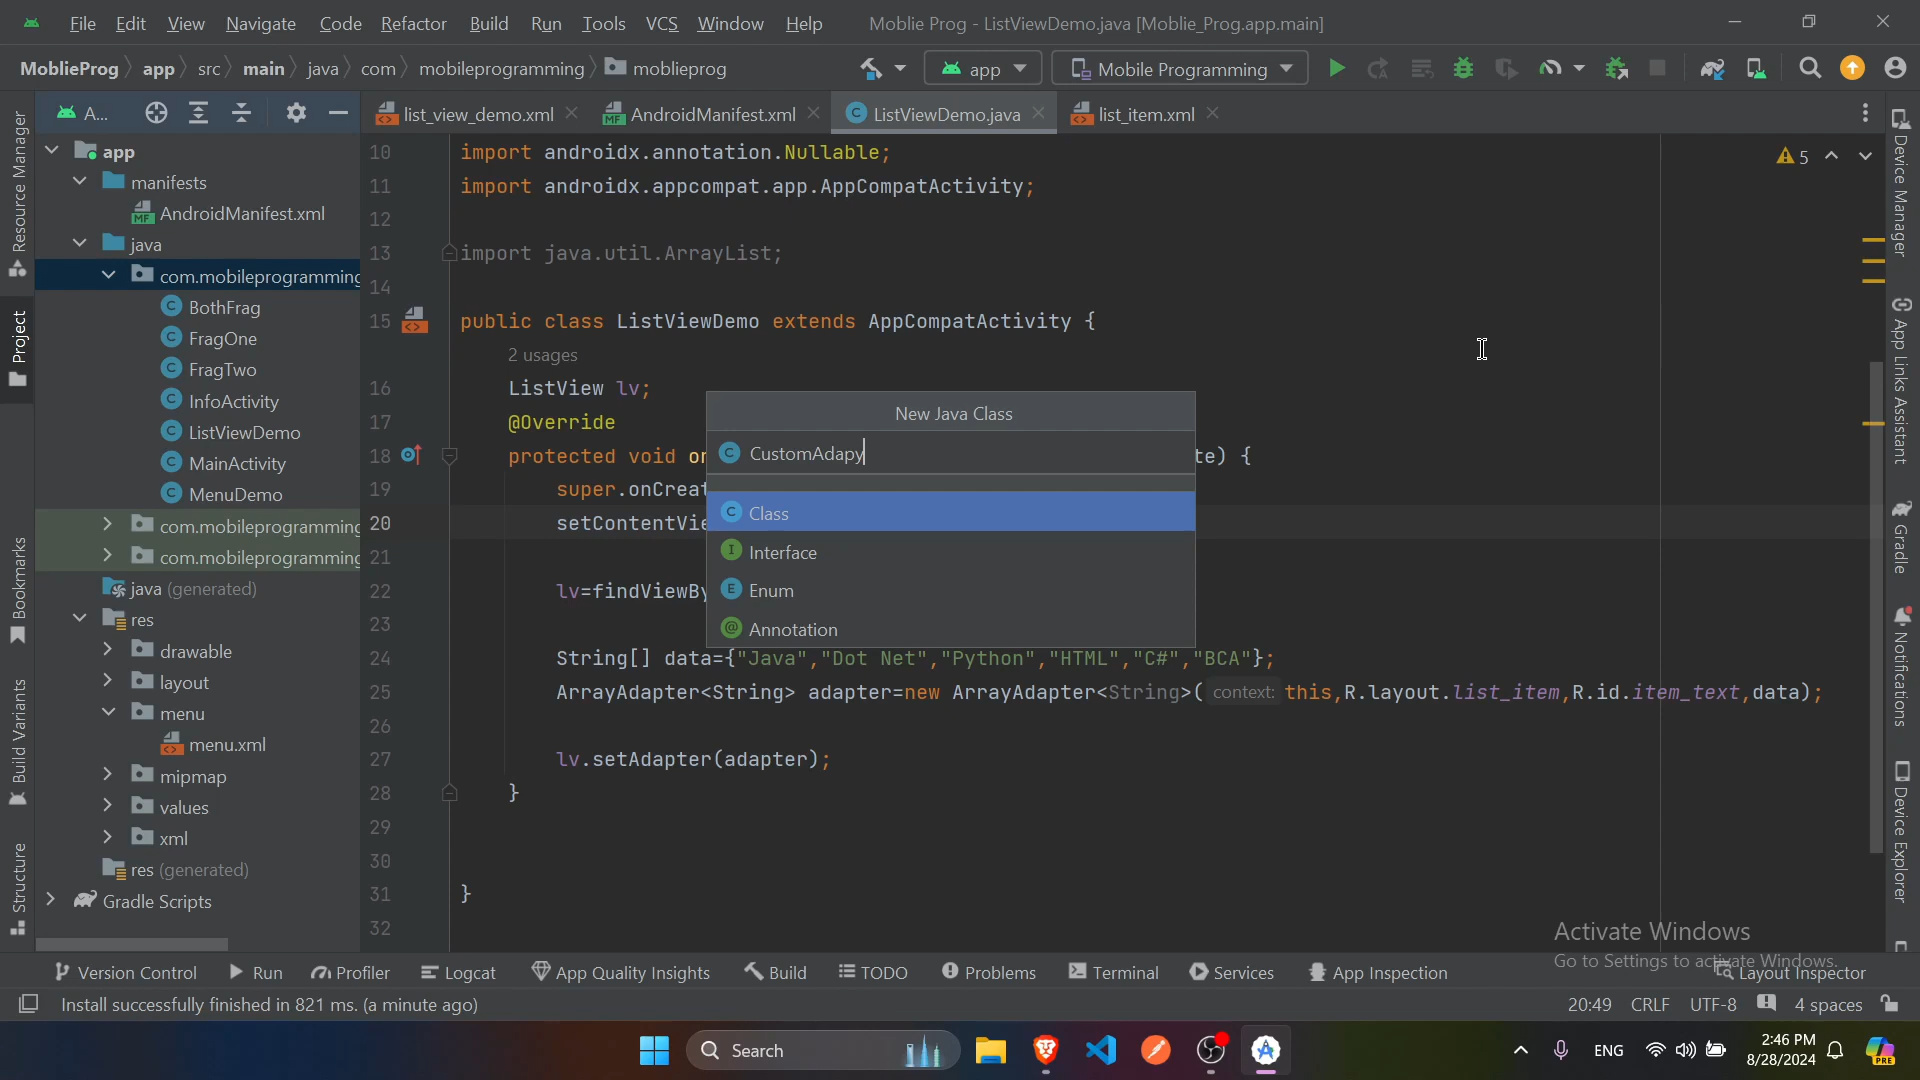 File Edit View Navigate Code Refactor Build Run Tools VCS Window Help Moblie Prog - ListViewDemo.java [Moblie_Prog.app.main]
MoblieProg app src main java com mobileprogramming moblieprog app Mobile Programming
A... list_view_demo.xml AndroidManifest.xml ListViewDemo.java list_item.xml
Resource Manager
Project
Bookmarks
Build Variants
Structure
app
manifests
AndroidManifest.xml
java
com.mobileprogramming
BothFrag
FragOne
FragTwo
InfoActivity
ListViewDemo
MainActivity
MenuDemo
com.mobileprogramming
com.mobileprogramming
java (generated)
res
drawable
layout
menu
menu.xml
mipmap
values
xml
res (generated)
Gradle Scripts
10 import androidx.annotation.Nullable;
11 import androidx.appcompat.app.AppCompatActivity;
12
13 import java.util.ArrayList;
14
15 public class ListViewDemo extends AppCompatActivity {
2 usages
16 ListView lv;
17 @Override
18 protected void on te) {
19 super.onCreat
20 setContentVie
21
22 lv=findViewBy
23
24 String[] data={"Java","Dot Net","Python","HTML","C#","BCA"};
25 ArrayAdapter<String> adapter=new ArrayAdapter<String>( context: this,R.layout.list_item,R.id.item_text,data);
26
27 lv.setAdapter(adapter);
28 }
29
30
31 }
32
5
New Java Class
CustomAdapy
Class
Interface
Enum
Annotation
Device Manager
App Links Assistant
Gradle
Notifications
Device Explorer
Activate Windows
Go to Settings to activate Windows.
Version Control Run Profiler Logcat App Quality Insights Build TODO Problems Terminal Services App Inspection Layout Inspector
Install successfully finished in 821 ms. (a minute ago) 20:49 CRLF UTF-8 4 spaces
Search ENG 2:46 PM
8/28/2024
PRE